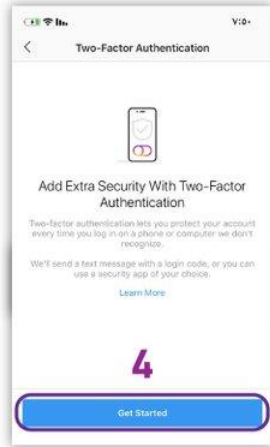 ٧:٥٠
Two-Factor Authentication
Add Extra Security With Two-Factor
Authentication
Two-factor authentication lets you protect your account
every time you log in on a phone or computer we don't
recognize.
We'll send a text message with a login code, or you can
use a security app of your choice.
Learn More
4
Get Started